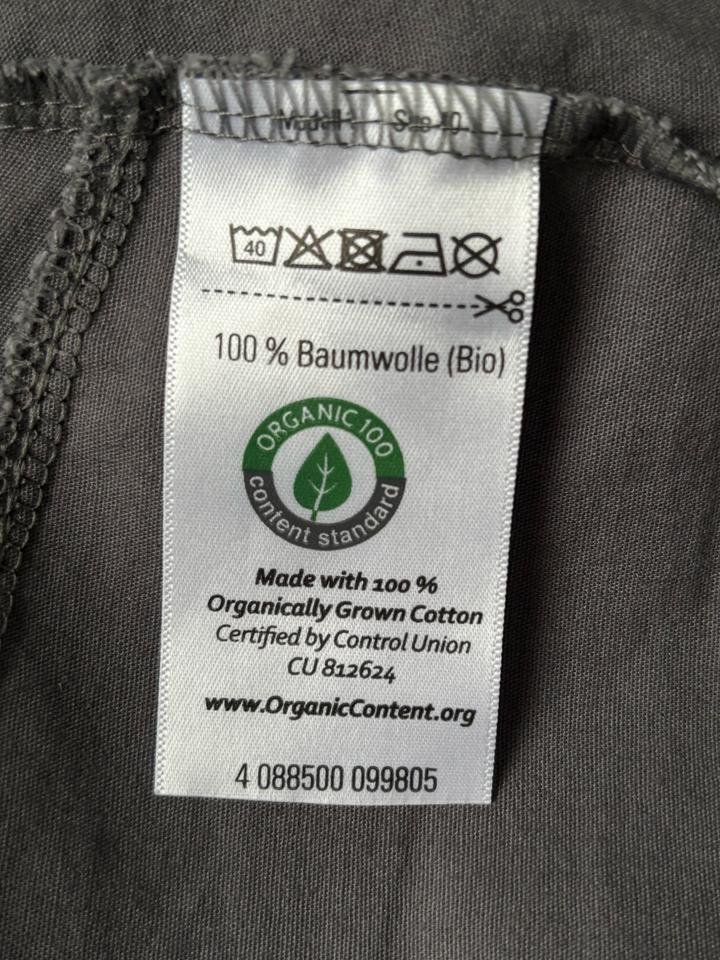 40
100 % Baumwolle (Bio)
ORGANIC 100
content standard
Made with 100 %
Organically Grown Cotton
Certified by Control Union
CU 812624
www.OrganicContent.org
4 088500 099805